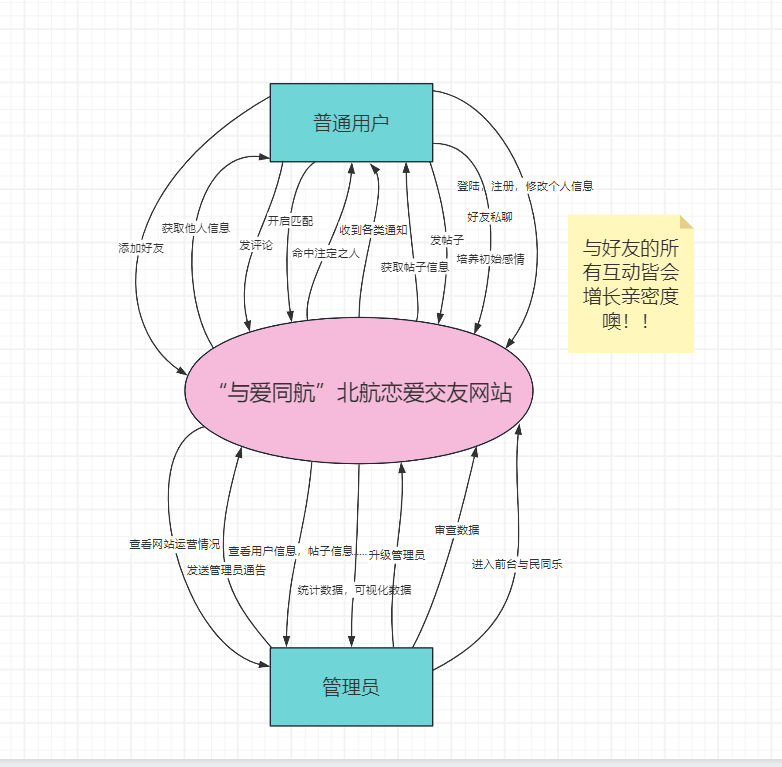 普通用户
登陆，注册，修改个人信息
好友私聊
获取他人信息
开启匹配
收到各类通知
添加好友
发评论
命中注定之人
发帖子
获取帖子信息
培养初始感情
与好友的所
有互动皆会
增长亲密度
噢！！
“与爱同航”北航恋爱交友网站
查看网站运营情况
发送管理员通告
查看用户信息，帖子信息......
升级管理员
审查数据
进入前台与民同乐
统计数据，可视化数据
管理员